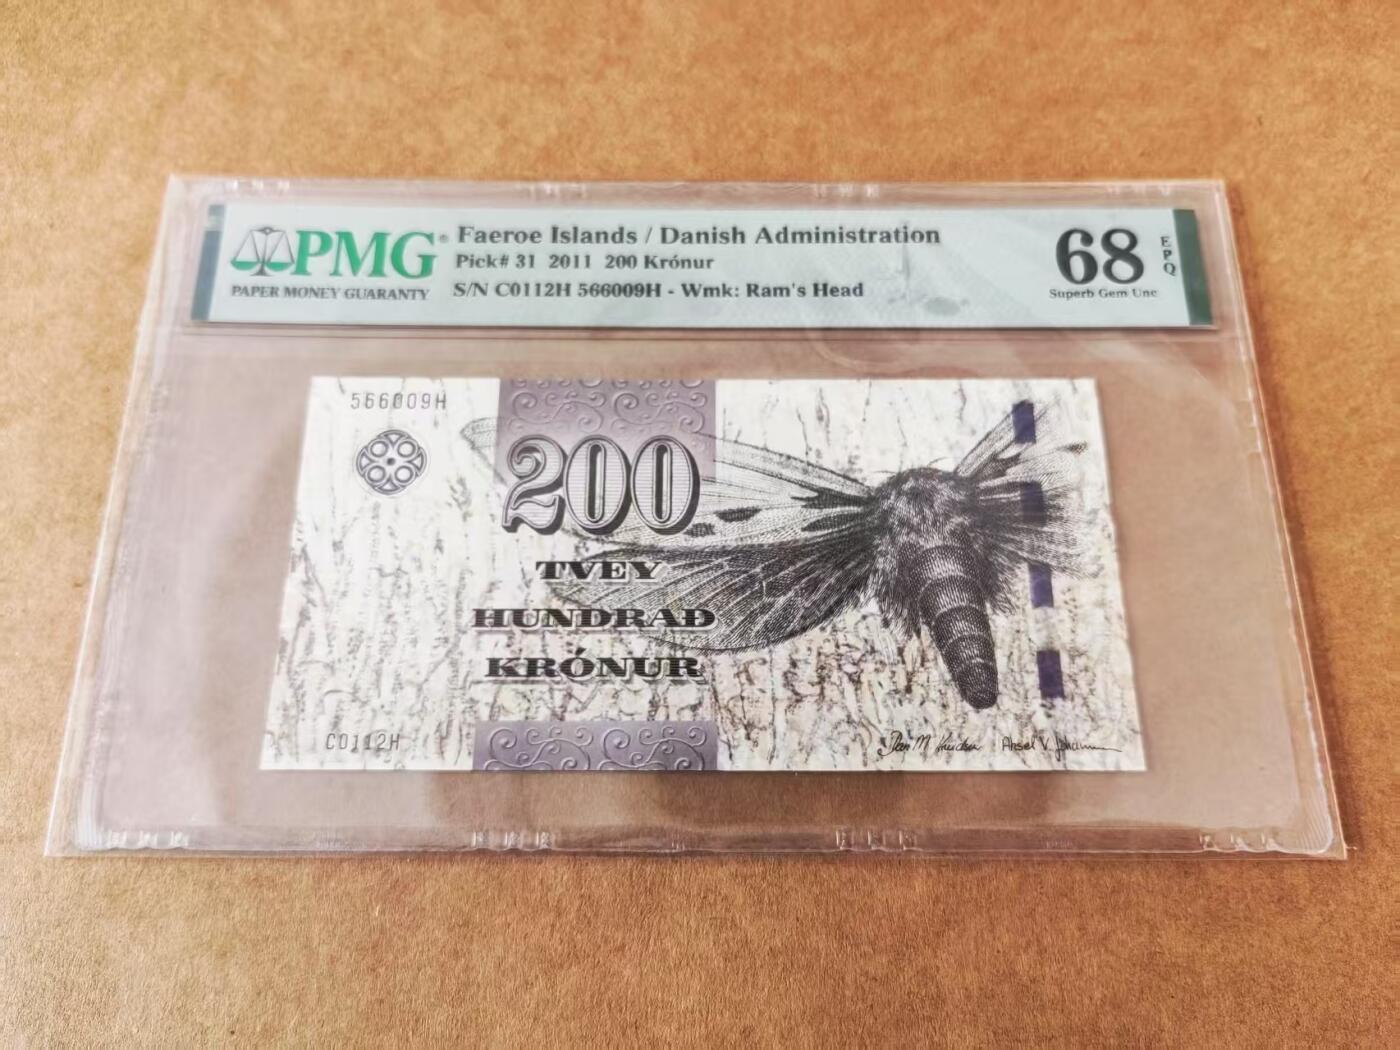 PMG®
PAPER MONEY GUARANTY
Faeroe Islands / Danish Administration
Pick# 31 2011 200 Krónur
S/N C0112H 566009H - Wmk: Ram's Head
68
EPQ
Superb Gem Unc
566009H
200
TVEY
HUNDRAÐ
KRÓNUR
C0112H